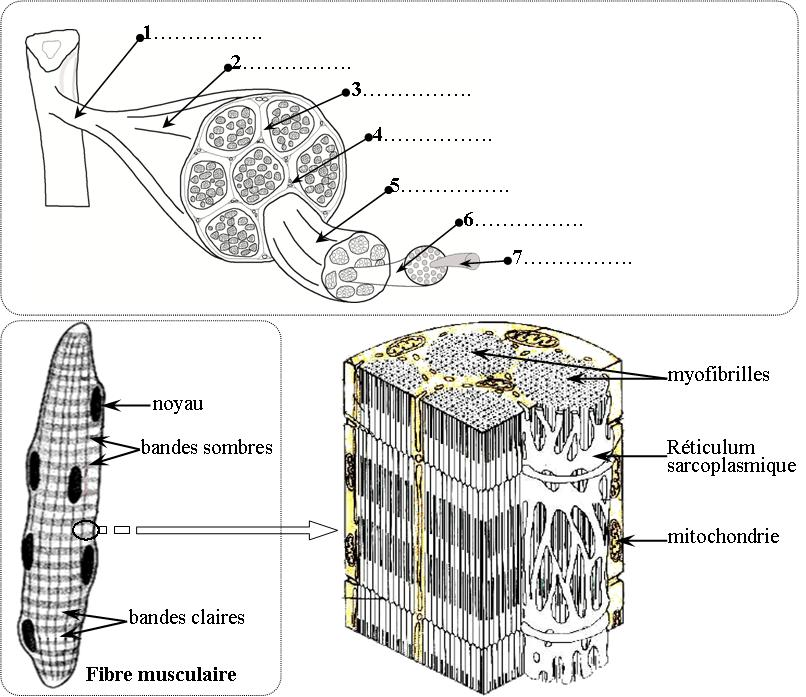 1...............
2...............
3...............
4...............
5...............
6...............
7...............
noyau
bandes sombres
bandes claires
Fibre musculaire
myofibrilles
Réticulum
sarcoplasmique
mitochondrie